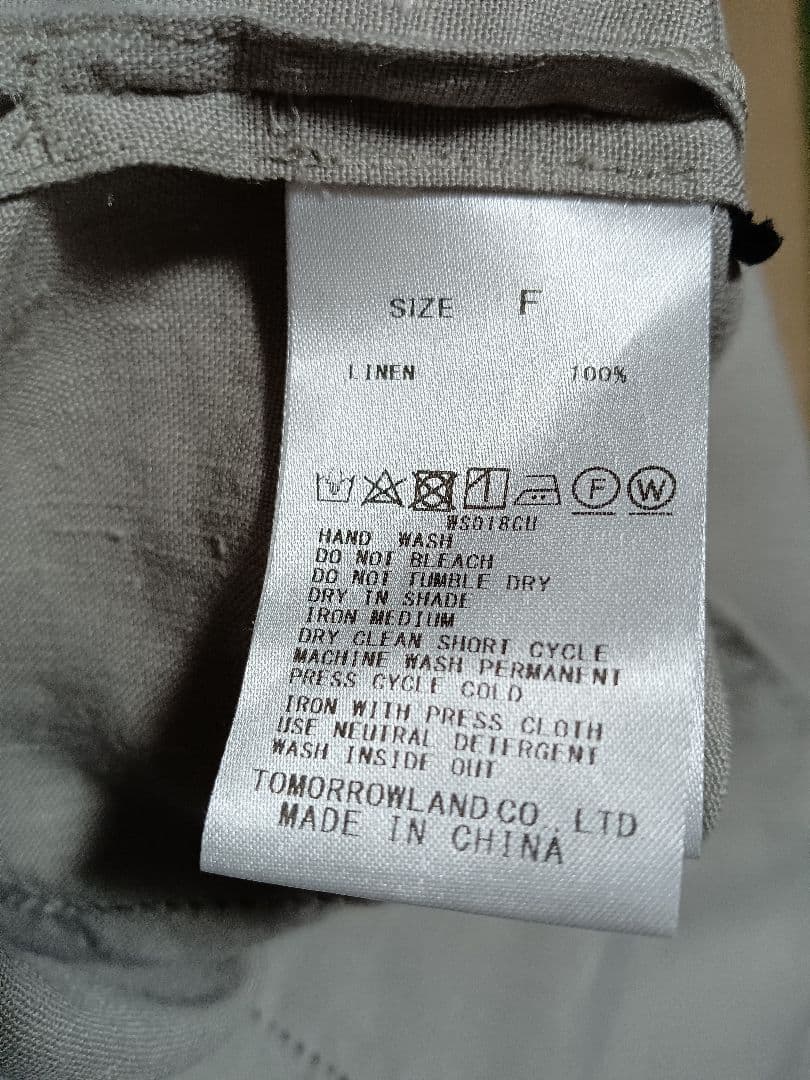 SIZE F
LINEN 100%
F W
WS018CU
HAND WASH
DO NOT BLEACH
DO NOT TUMBLE DRY
DRY IN SHADE
IRON MEDIUM
DRY CLEAN SHORT CYCLE
MACHINE WASH PERMANENT
PRESS CYCLE COLD
IRON WITH PRESS CLOTH
USE NEUTRAL DETERGENT
WASH INSIDE OUT
TOMORROWLAND CO., LTD
MADE IN CHINA